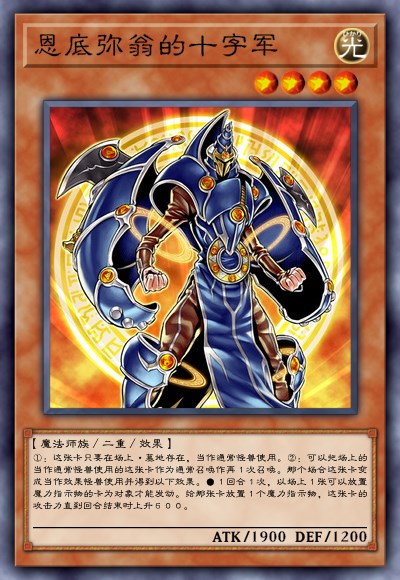 恩底弥翁的十字军
光
【魔法师族／二重／效果】
①：这张卡只要在场上・墓地存在，当作通常怪兽使用。②：可以把场上的
当作通常怪兽使用的这张卡作为通常召唤作再1次召唤。那个场合这张卡变
成当作效果怪兽使用并得到以下效果。●1回合1次，以场上1张可以放置
魔力指示物的卡为对象才能发动。给那张卡放置1个魔力指示物，这张卡的
攻击力直到回合结束时上升600。
ATK/1900 DEF/1200